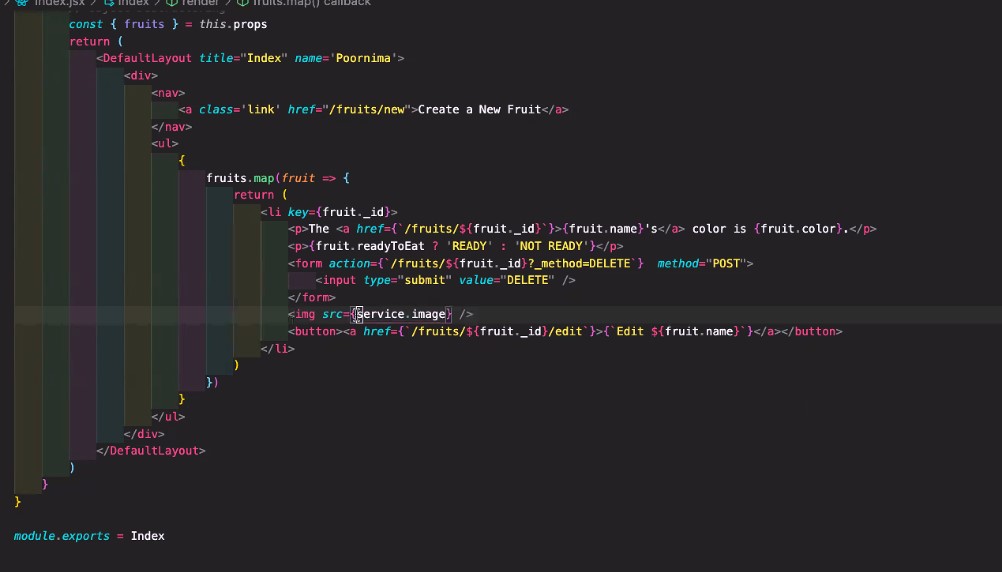 index.jsx > Index > render > fruits.map() callback
const { fruits } = this.props
return (
<DefaultLayout title="Index" name='Poornima'>
<div>
<nav>
<a class='link' href="/fruits/new">Create a New Fruit</a>
</nav>
<ul>
{
fruits.map(fruit => {
return (
<li key={fruit._id}>
<p>The <a href={`/fruits/${fruit._id}`}>{fruit.name}'s</a> color is {fruit.color}.</p>
<p>{fruit.readyToEat ? 'READY' : 'NOT READY'}</p>
<form action={`/fruits/${fruit._id}?_method=DELETE`}  method="POST">
<input type="submit" value="DELETE" />
</form>
<img src={service.image} />
<button><a href={`/fruits/${fruit._id}/edit`}>{`Edit ${fruit.name}`}</a></button>
</li>
)
})
}
</ul>
</div>
</DefaultLayout>
)
}
}
module.exports = Index